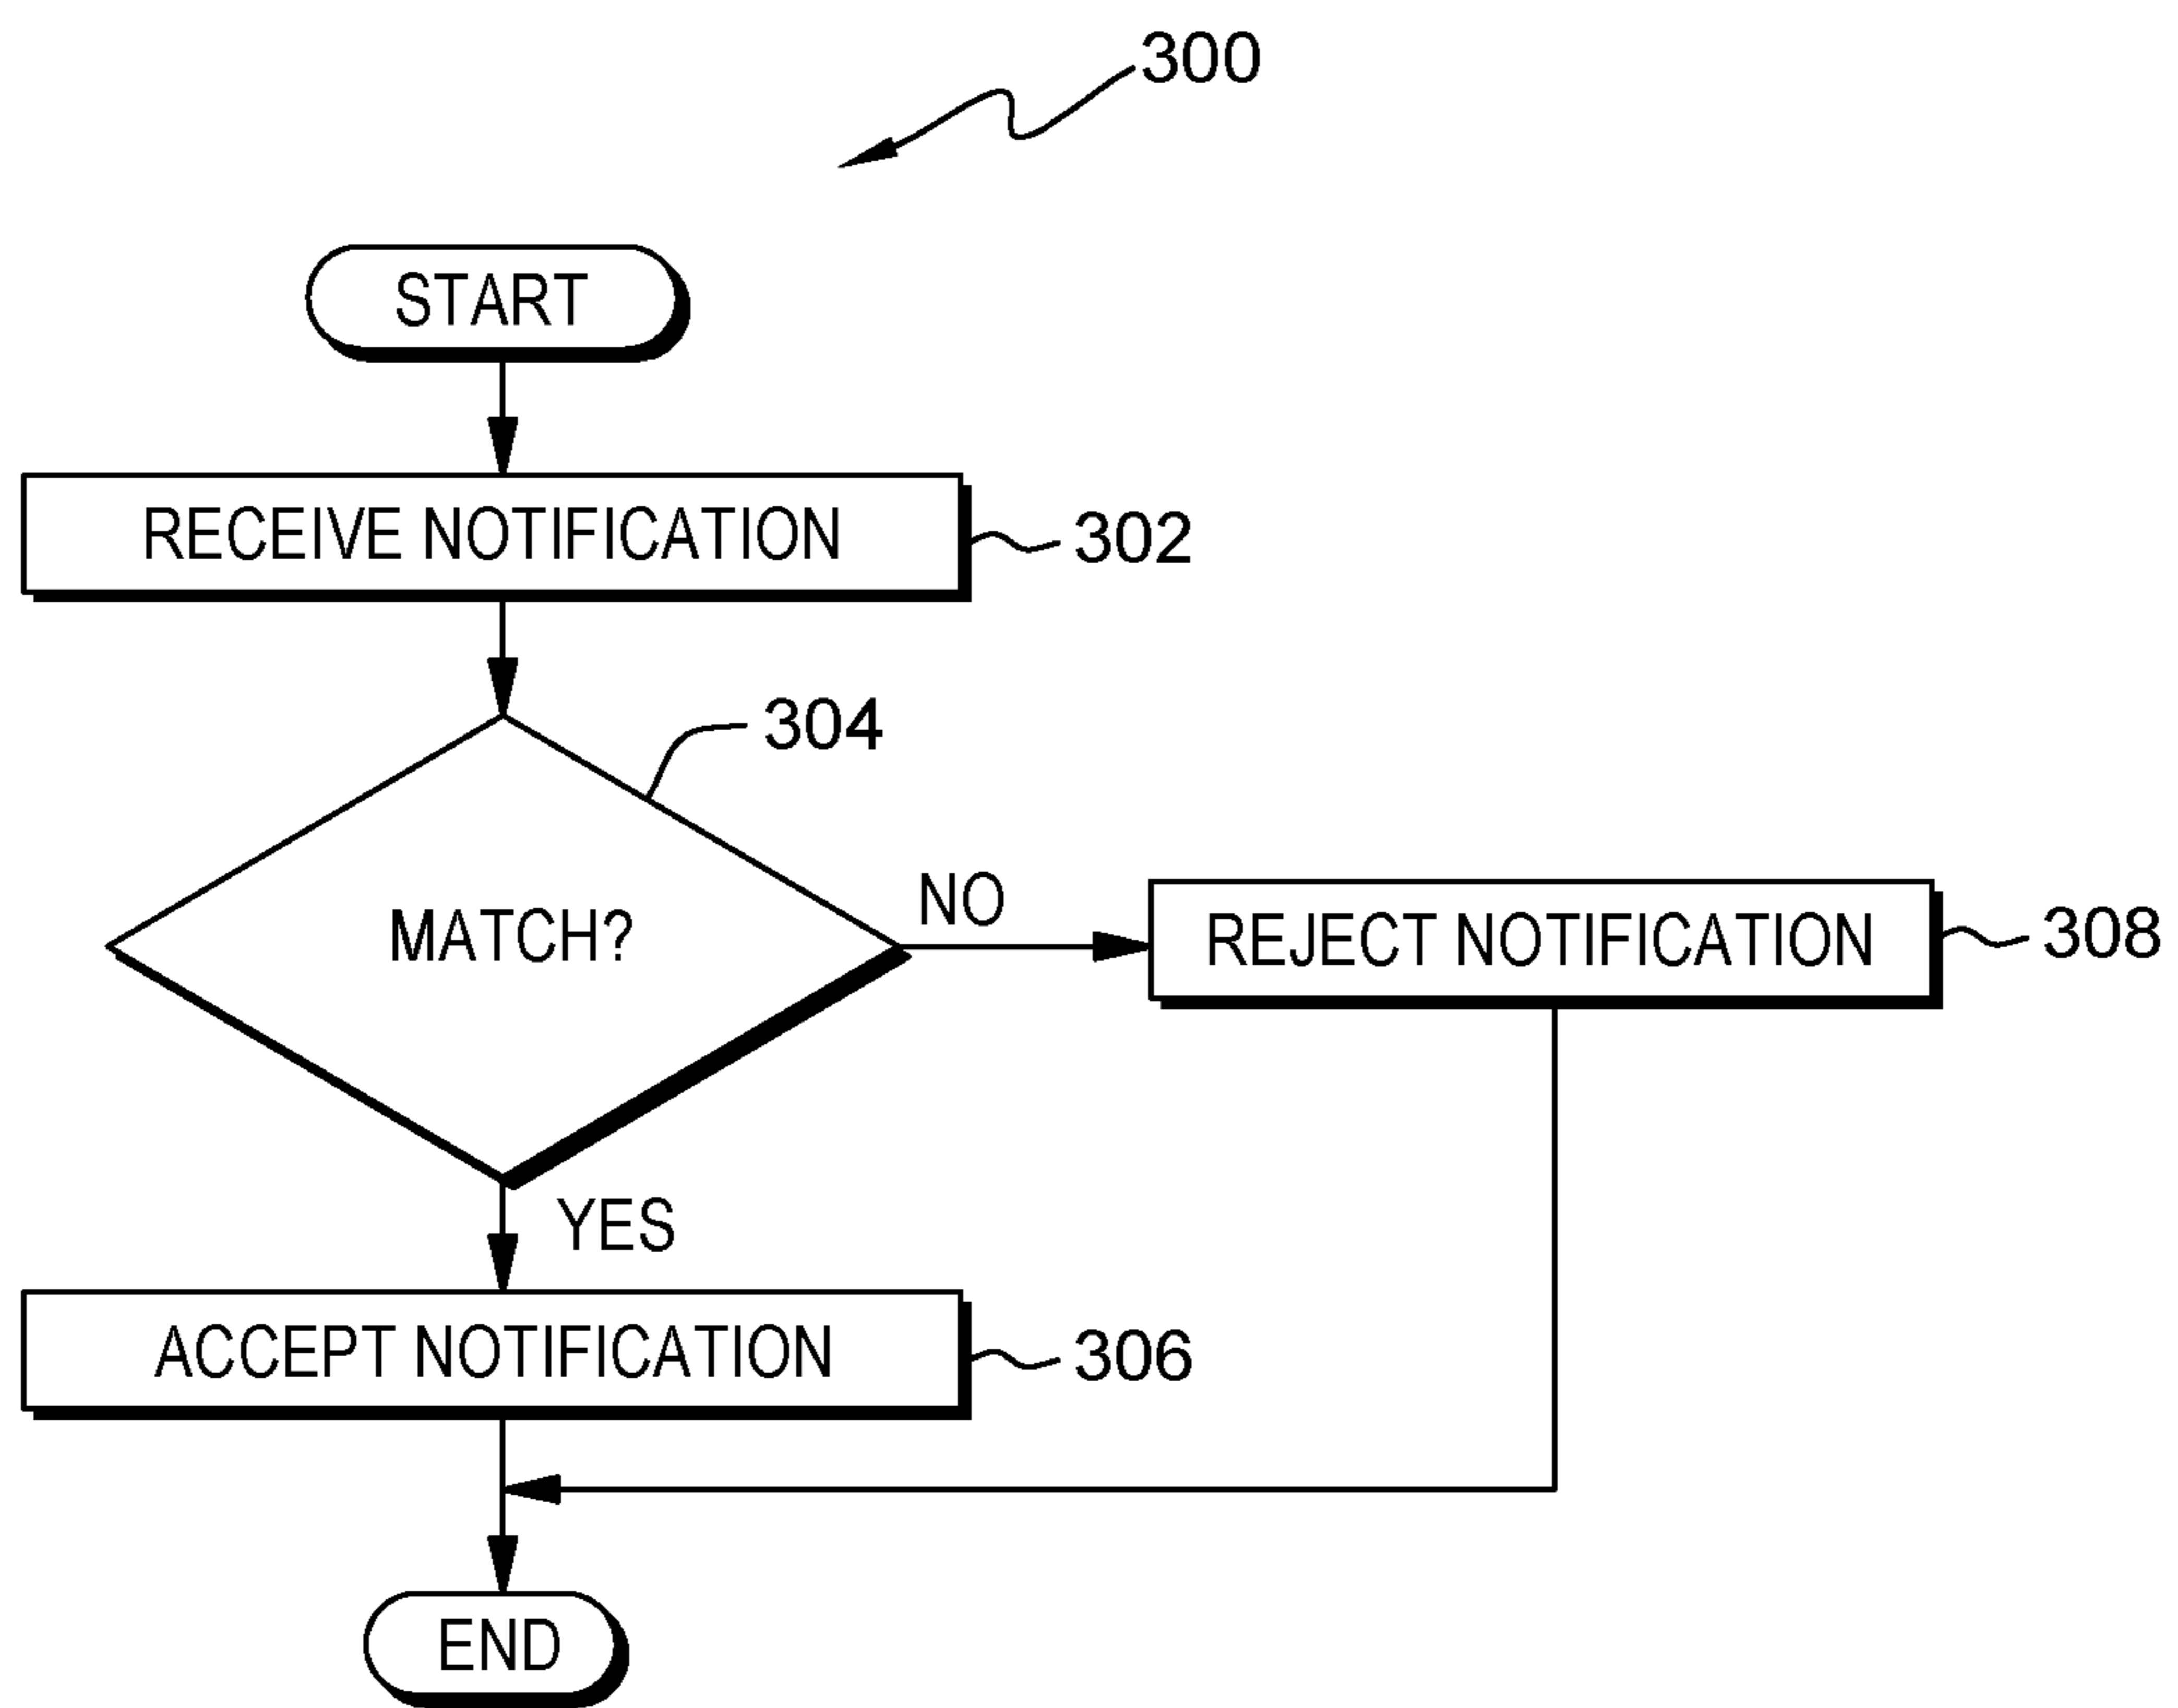 300
START
RECEIVE NOTIFICATION
302
304
MATCH?
NO
REJECT NOTIFICATION
308
YES
ACCEPT NOTIFICATION
306
END